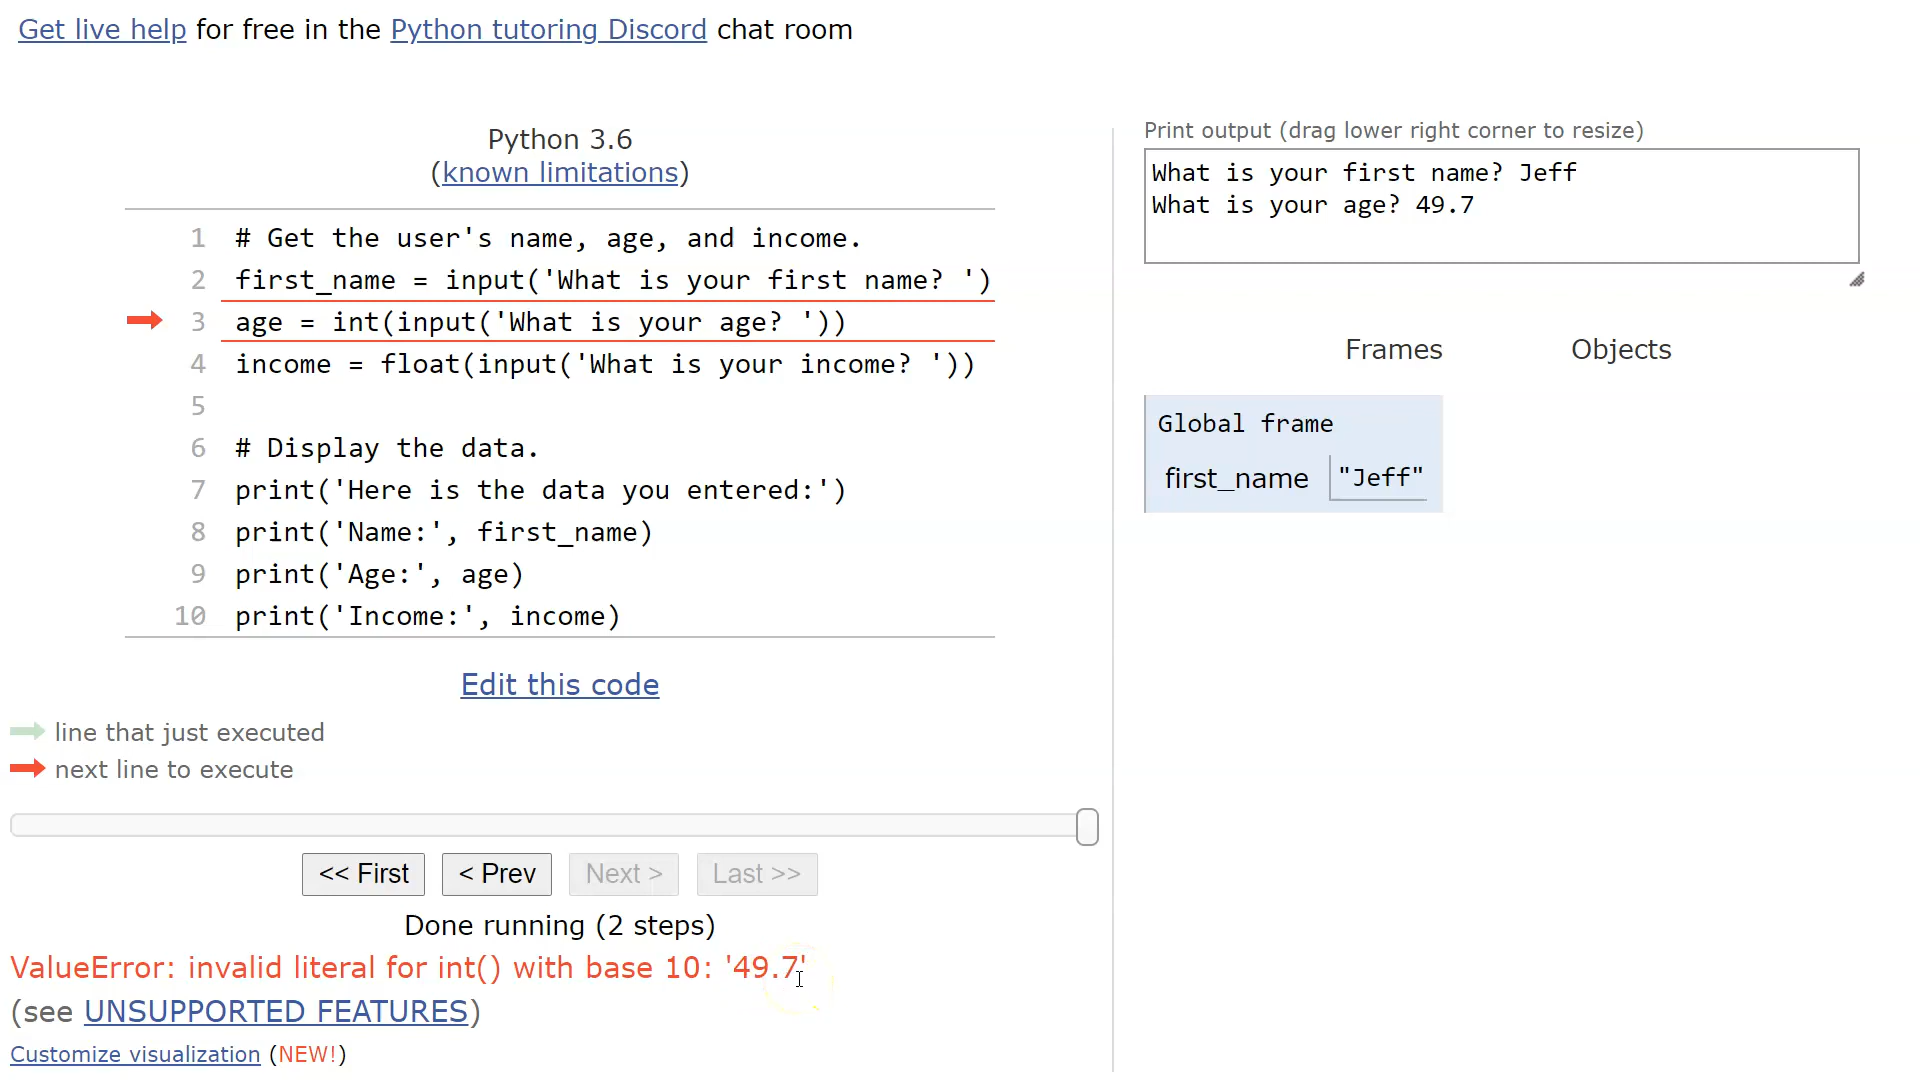 Get live help for free in the Python tutoring Discord chat room
Python 3.6
(known limitations)
1 # Get the user's name, age, and income.
2 first_name = input('What is your first name? ')
3 age = int(input('What is your age? '))
4 income = float(input('What is your income? '))
5
6 # Display the data.
7 print('Here is the data you entered:')
8 print('Name:', first_name)
9 print('Age:', age)
10 print('Income:', income)
Edit this code
line that just executed
next line to execute
<< First < Prev Next > Last >>
Done running (2 steps)
ValueError: invalid literal for int() with base 10: '49.7'
(see UNSUPPORTED FEATURES)
Customize visualization (NEW!)
Print output (drag lower right corner to resize)
What is your first name? Jeff
What is your age? 49.7
Frames Objects
Global frame
first_name "Jeff"